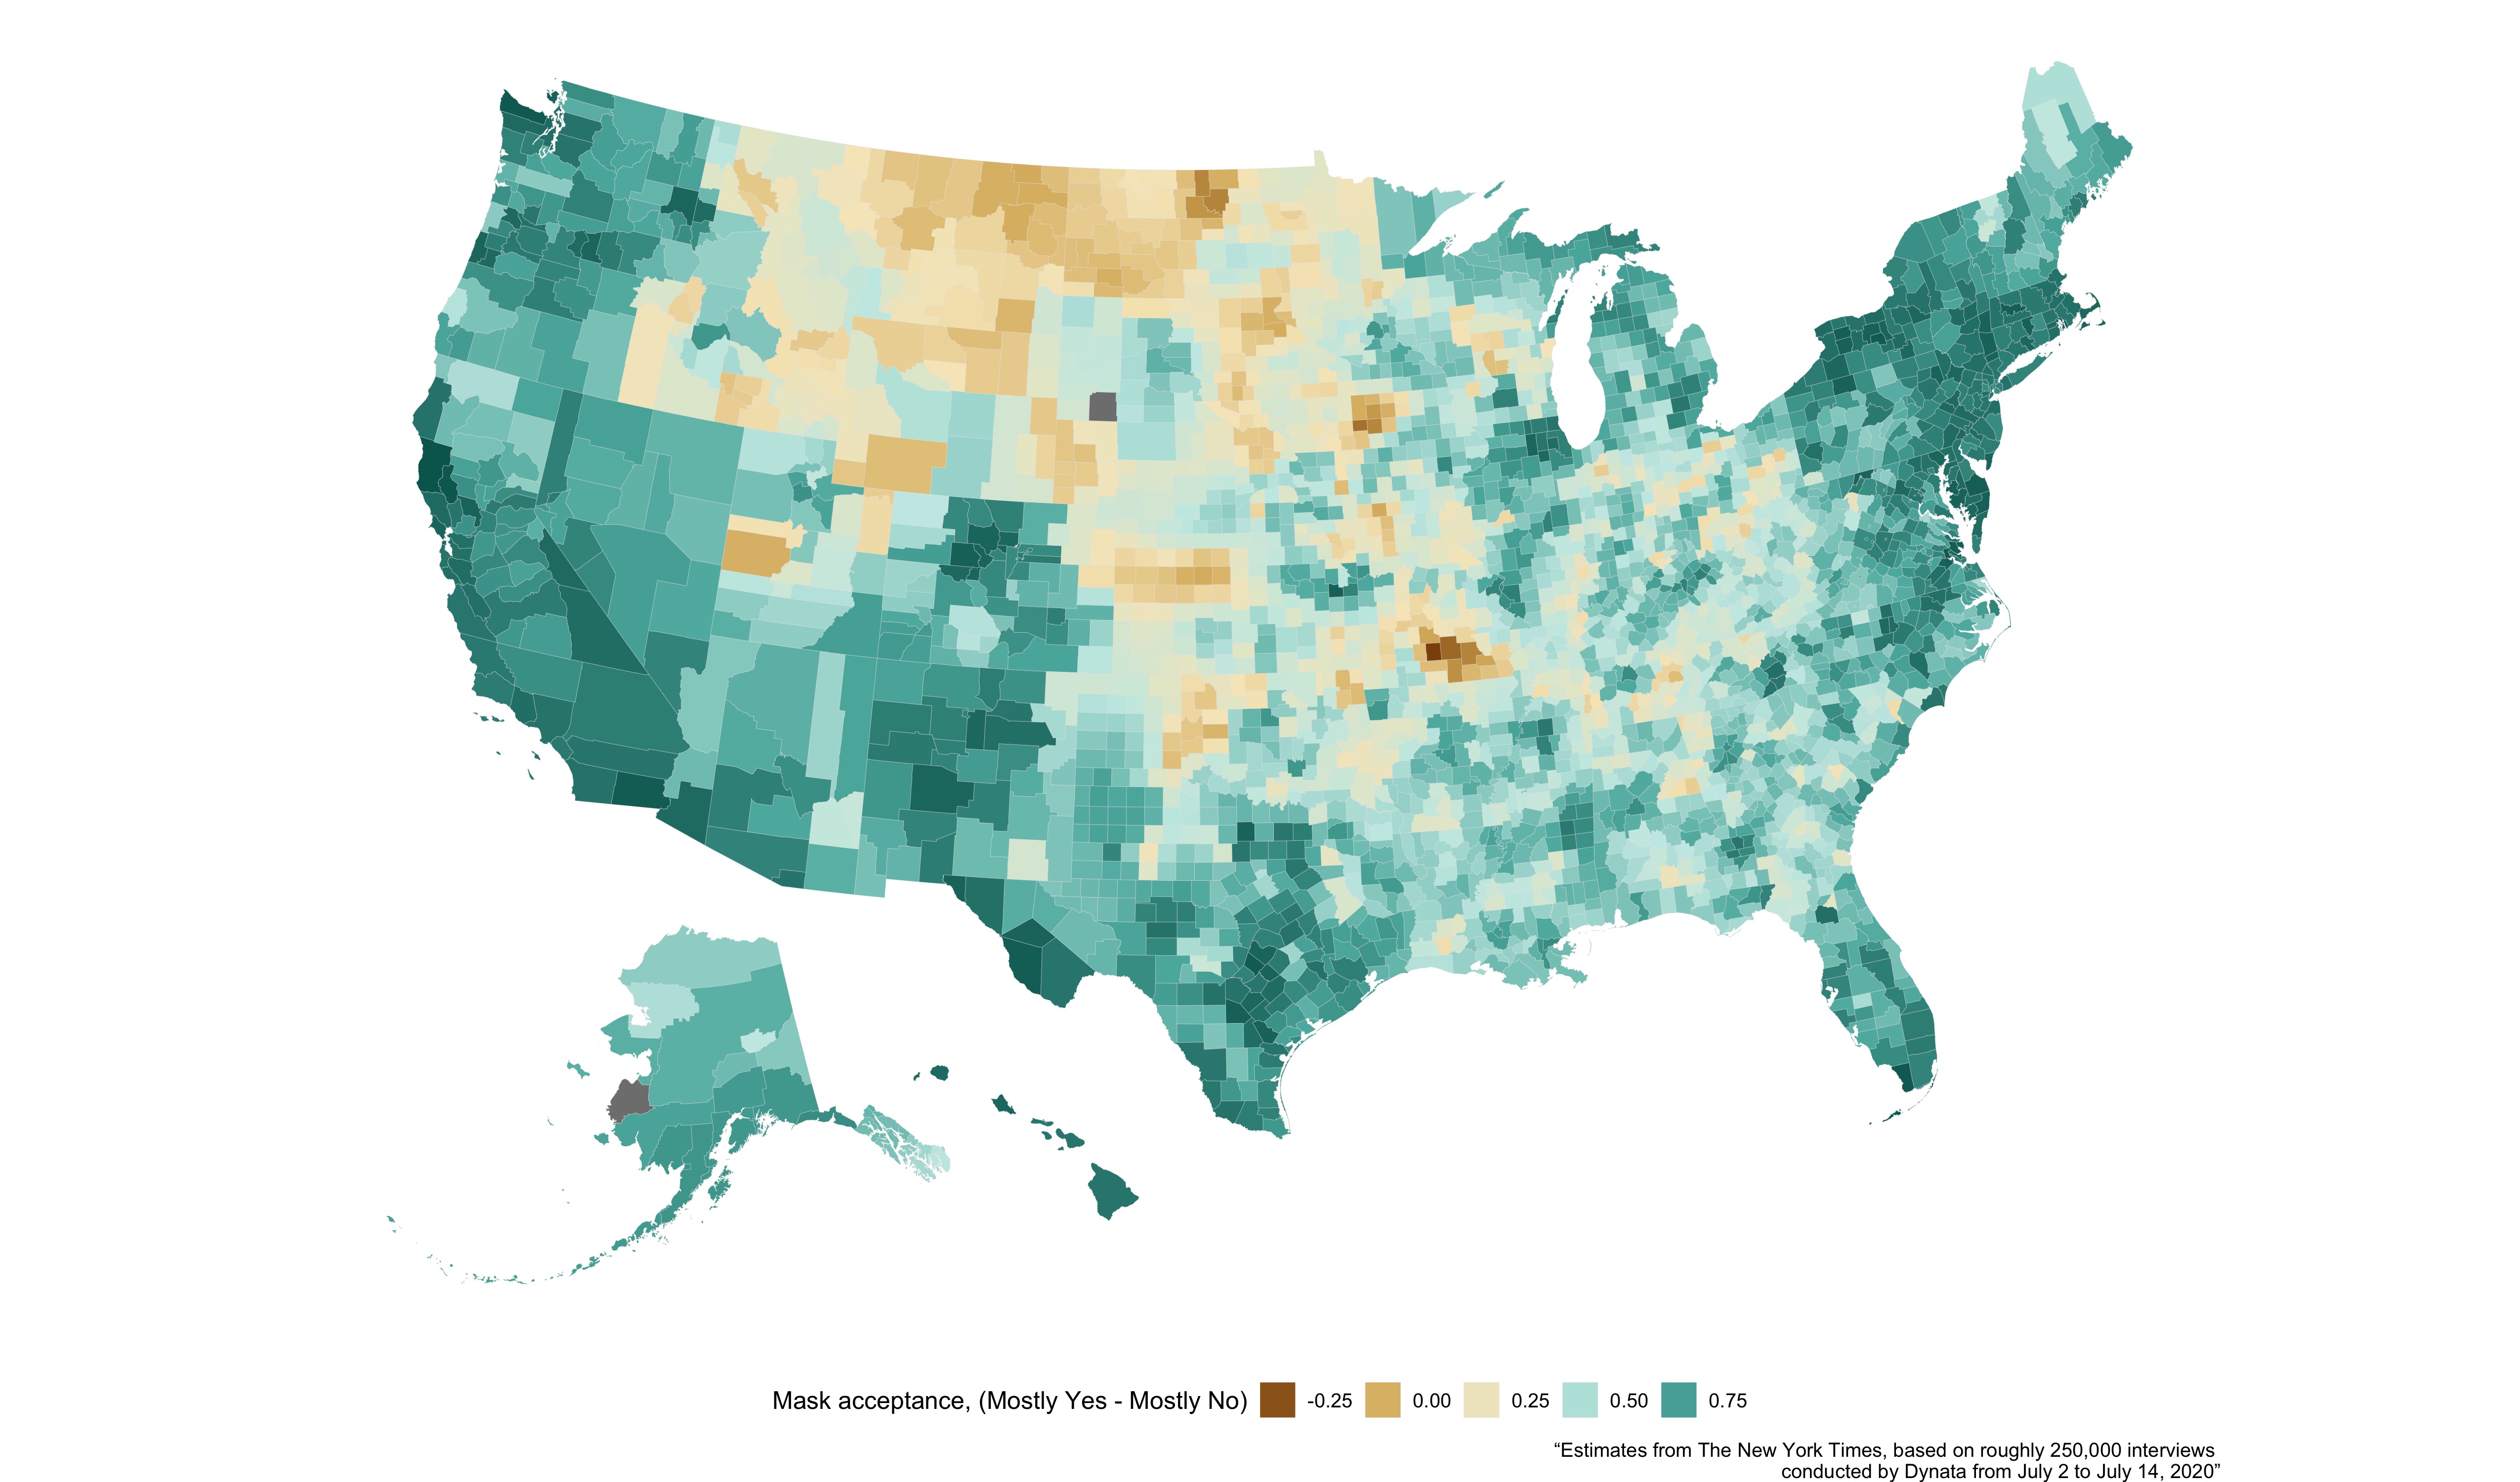 Mask acceptance, (Mostly Yes - Mostly No) -0.25 0.00 0.25 0.50 0.75
“Estimates from The New York Times, based on roughly 250,000 interviews
conducted by Dynata from July 2 to July 14, 2020”